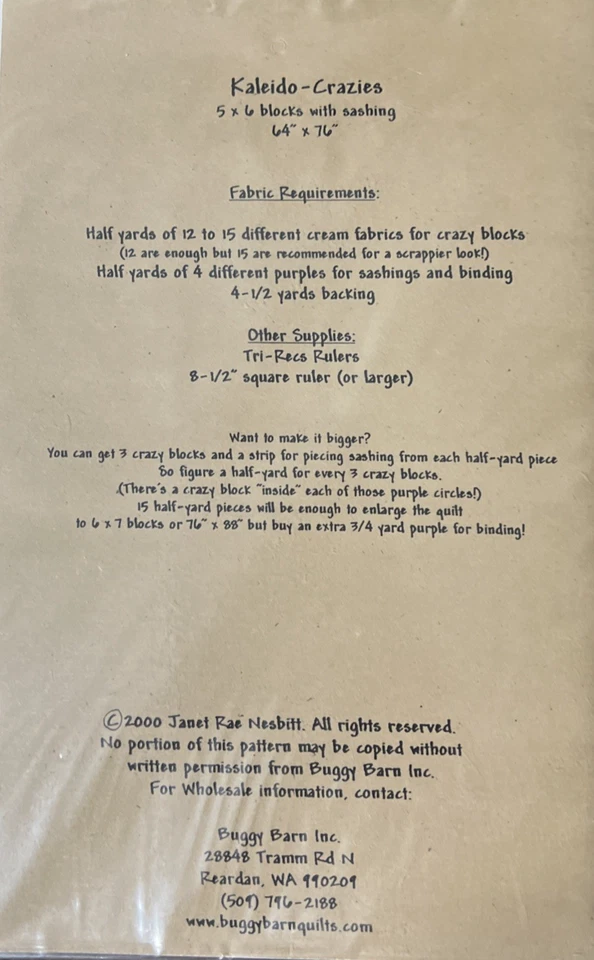 Kaleido-Crazies
5 x 6 blocks with sashing
64" x 76"
Fabric Requirements:
Half yards of 12 to 15 different cream fabrics for crazy blocks
(12 are enough but 15 are recommended for a scrappier look!)
Half yards of 4 different purples for sashings and binding
4-1/2 yards backing
Other Supplies:
Tri-Recs Rulers
8-1/2" square ruler (or larger)
Want to make it bigger?
You can get 3 crazy blocks and a strip for piecing sashing from each half-yard piece
So figure a half-yard for every 3 crazy blocks.
(There's a crazy block "inside" each of those purple circles!)
15 half-yard pieces will be enough to enlarge the quilt
to 6 x 7 blocks or 76" x 88" but buy an extra 3/4 yard purple for binding!
©2000 Janet Rae Nesbitt. All rights reserved.
No portion of this pattern may be copied without
written permission from Buggy Barn Inc.
For Wholesale information, contact:
Buggy Barn Inc.
28848 Tramm Rd N
Reardan, WA 990209
(509) 796-2188
www.buggybarnquilts.com